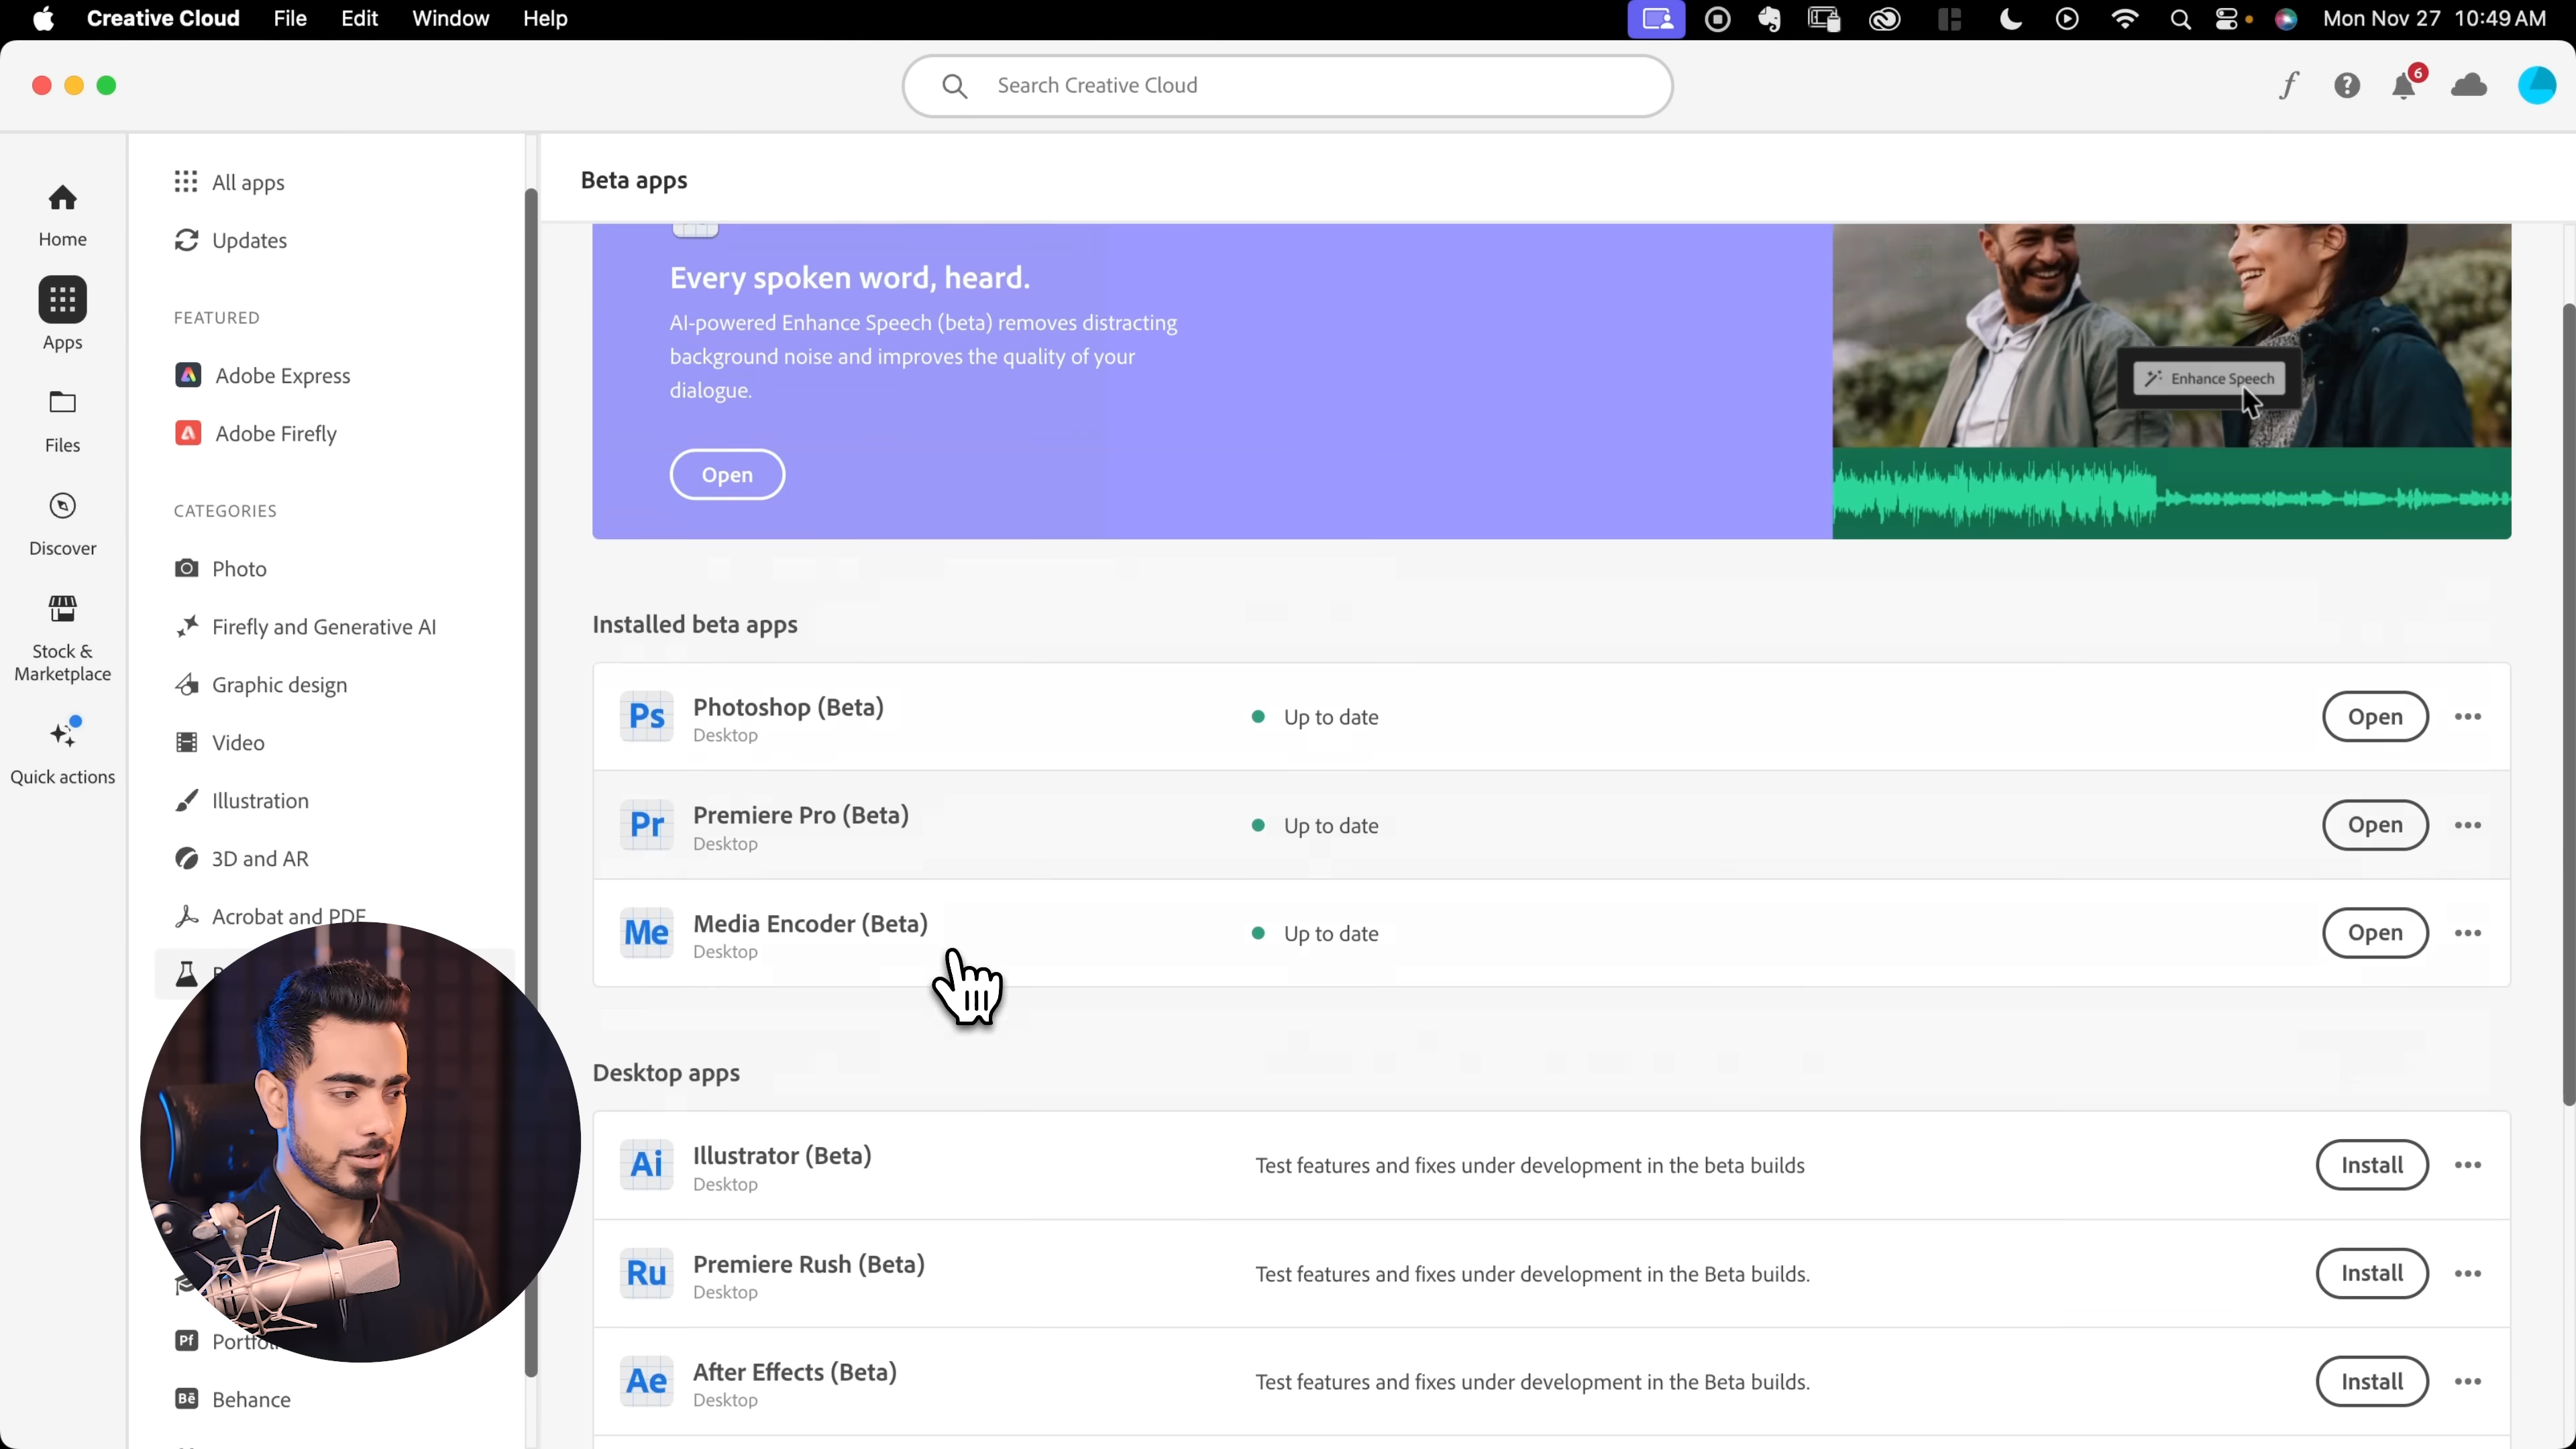 Creative Cloud File Edit Window Help Mon Nov 27 10:49 AM
Search Creative Cloud
6
Home
Apps
Files
Discover
Stock & Marketplace
Quick actions
All apps
Updates
FEATURED
Adobe Express
Adobe Firefly
CATEGORIES
Photo
Firefly and Generative AI
Graphic design
Video
Illustration
3D and AR
Acrobat and PDF
Pf
Bē Behance
Beta apps
Every spoken word, heard.
AI-powered Enhance Speech (beta) removes distracting
background noise and improves the quality of your
dialogue.
Open
Enhance Speech
Installed beta apps
Ps Photoshop (Beta) Up to date Open
Desktop
Pr Premiere Pro (Beta) Up to date Open
Desktop
Me Media Encoder (Beta) Up to date Open
Desktop
Desktop apps
Ai Illustrator (Beta) Test features and fixes under development in the beta builds Install
Desktop
Ru Premiere Rush (Beta) Test features and fixes under development in the Beta builds. Install
Desktop
Ae After Effects (Beta) Test features and fixes under development in the Beta builds. Install
Desktop